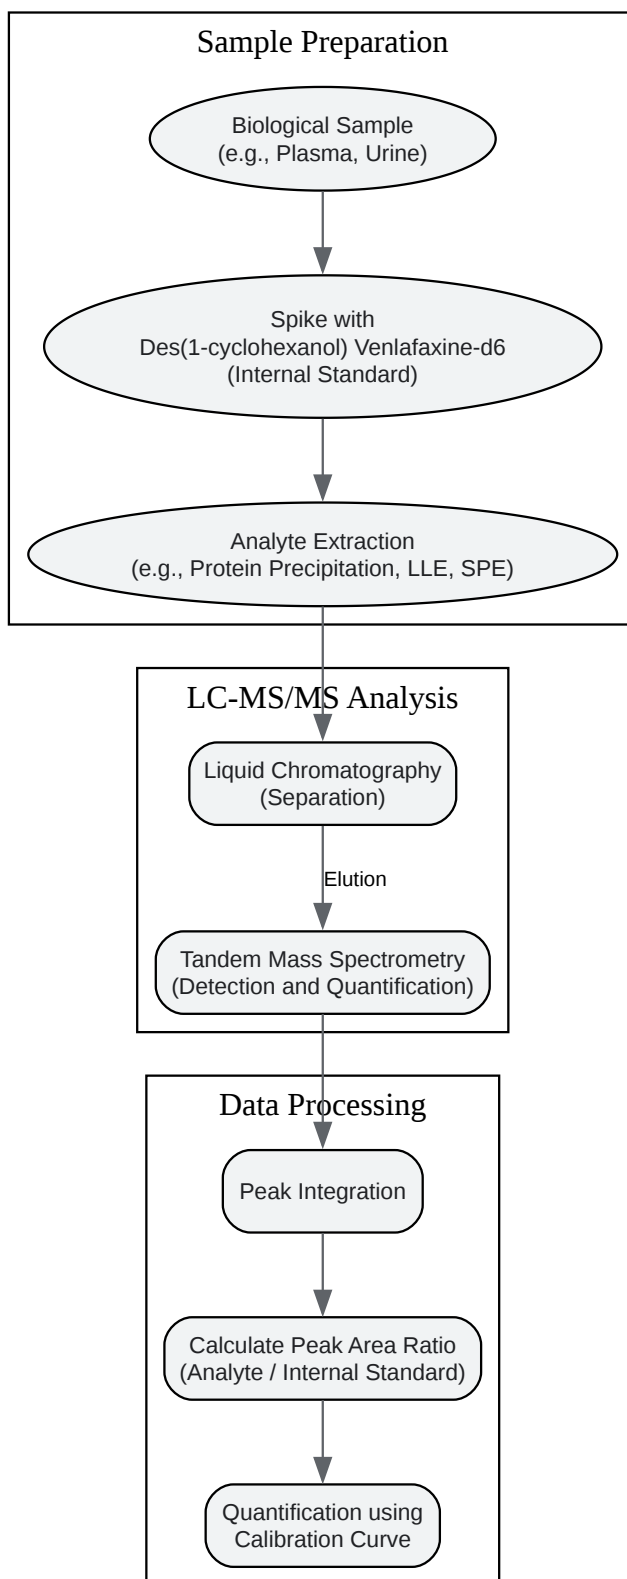 Sample Preparation
Biological Sample
(e.g., Plasma, Urine)
Spike with
Des(1-cyclohexanol) Venlafaxine-d6
(Internal Standard)
Analyte Extraction
(e.g., Protein Precipitation, LLE, SPE)
LC-MS/MS Analysis
Liquid Chromatography
(Separation)
Elution
Tandem Mass Spectrometry
(Detection and Quantification)
Data Processing
Peak Integration
Calculate Peak Area Ratio
(Analyte / Internal Standard)
Quantification using
Calibration Curve